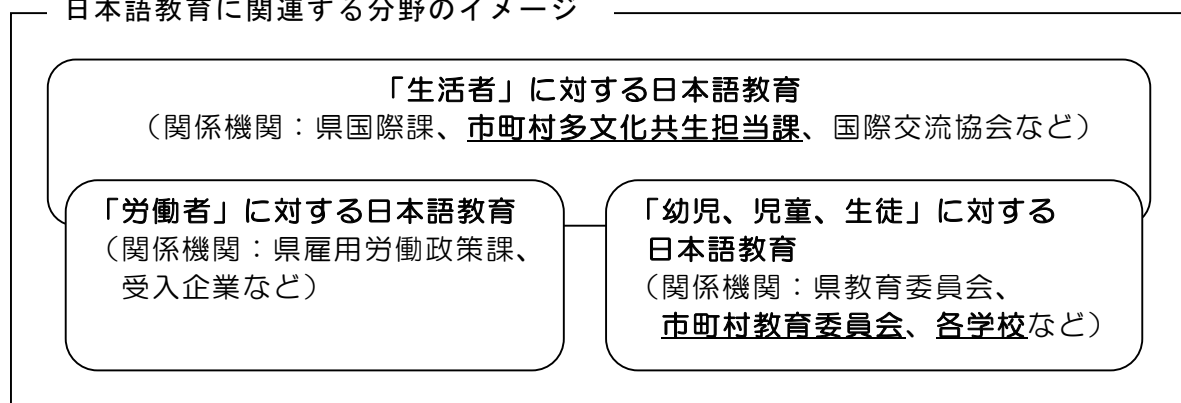 日本語教育に関連する分野のイメージ
「生活者」に対する日本語教育
（関係機関：県国際課、市町村多文化共生担当課、国際交流協会など）
「労働者」に対する日本語教育
（関係機関：県雇用労働政策課、
受入企業など）
「幼児、児童、生徒」に対する
日本語教育
（関係機関：県教育委員会、
市町村教育委員会、各学校など）